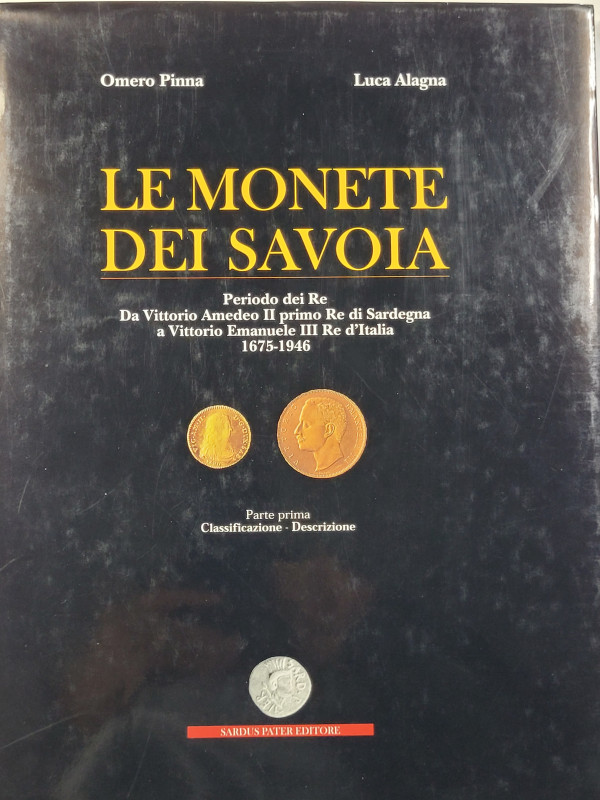 Omero Pinna Luca Alagna
LE MONETE
DEI SAVOIA
Periodo dei Re
Da Vittorio Amedeo II primo Re di Sardegna
a Vittorio Emanuele III Re d'Italia
1675-1946
Parte prima
Classificazione - Descrizione
SARDUS PATER EDITORE